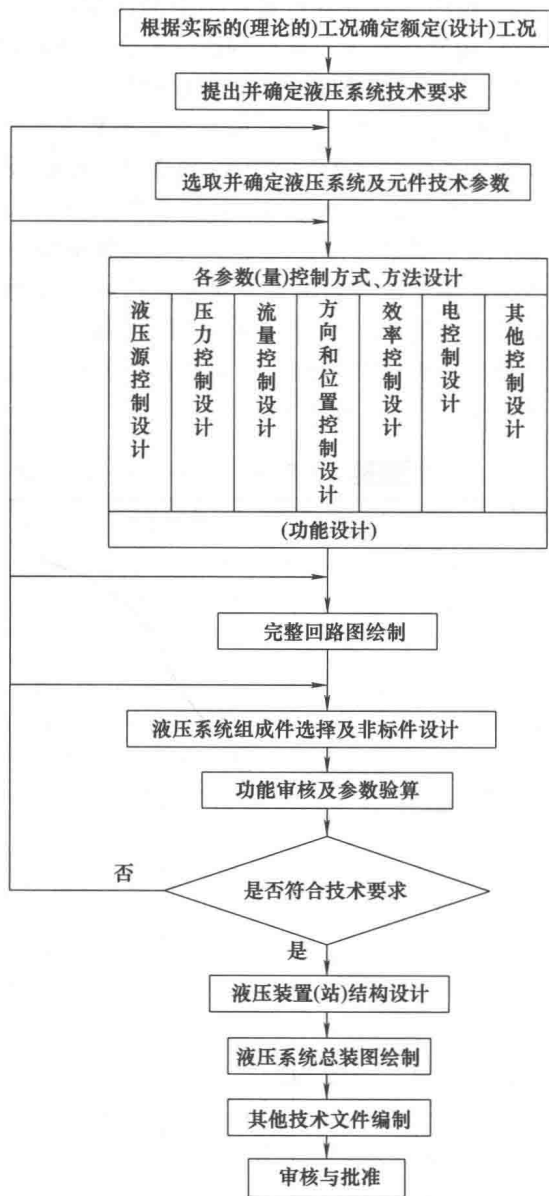 根据实际的(理论的)工况确定额定(设计)工况
提出并确定液压系统技术要求
选取并确定液压系统及元件技术参数
各参数(量)控制方式、方法设计
液压源控制设计
压力控制设计
流量控制设计
方向和位置控制设计
效率控制设计
电控制设计
其他控制设计
(功能设计)
完整回路图绘制
液压系统组成件选择及非标件设计
功能审核及参数验算
否
是否符合技术要求
是
液压装置(站)结构设计
液压系统总装图绘制
其他技术文件编制
审核与批准